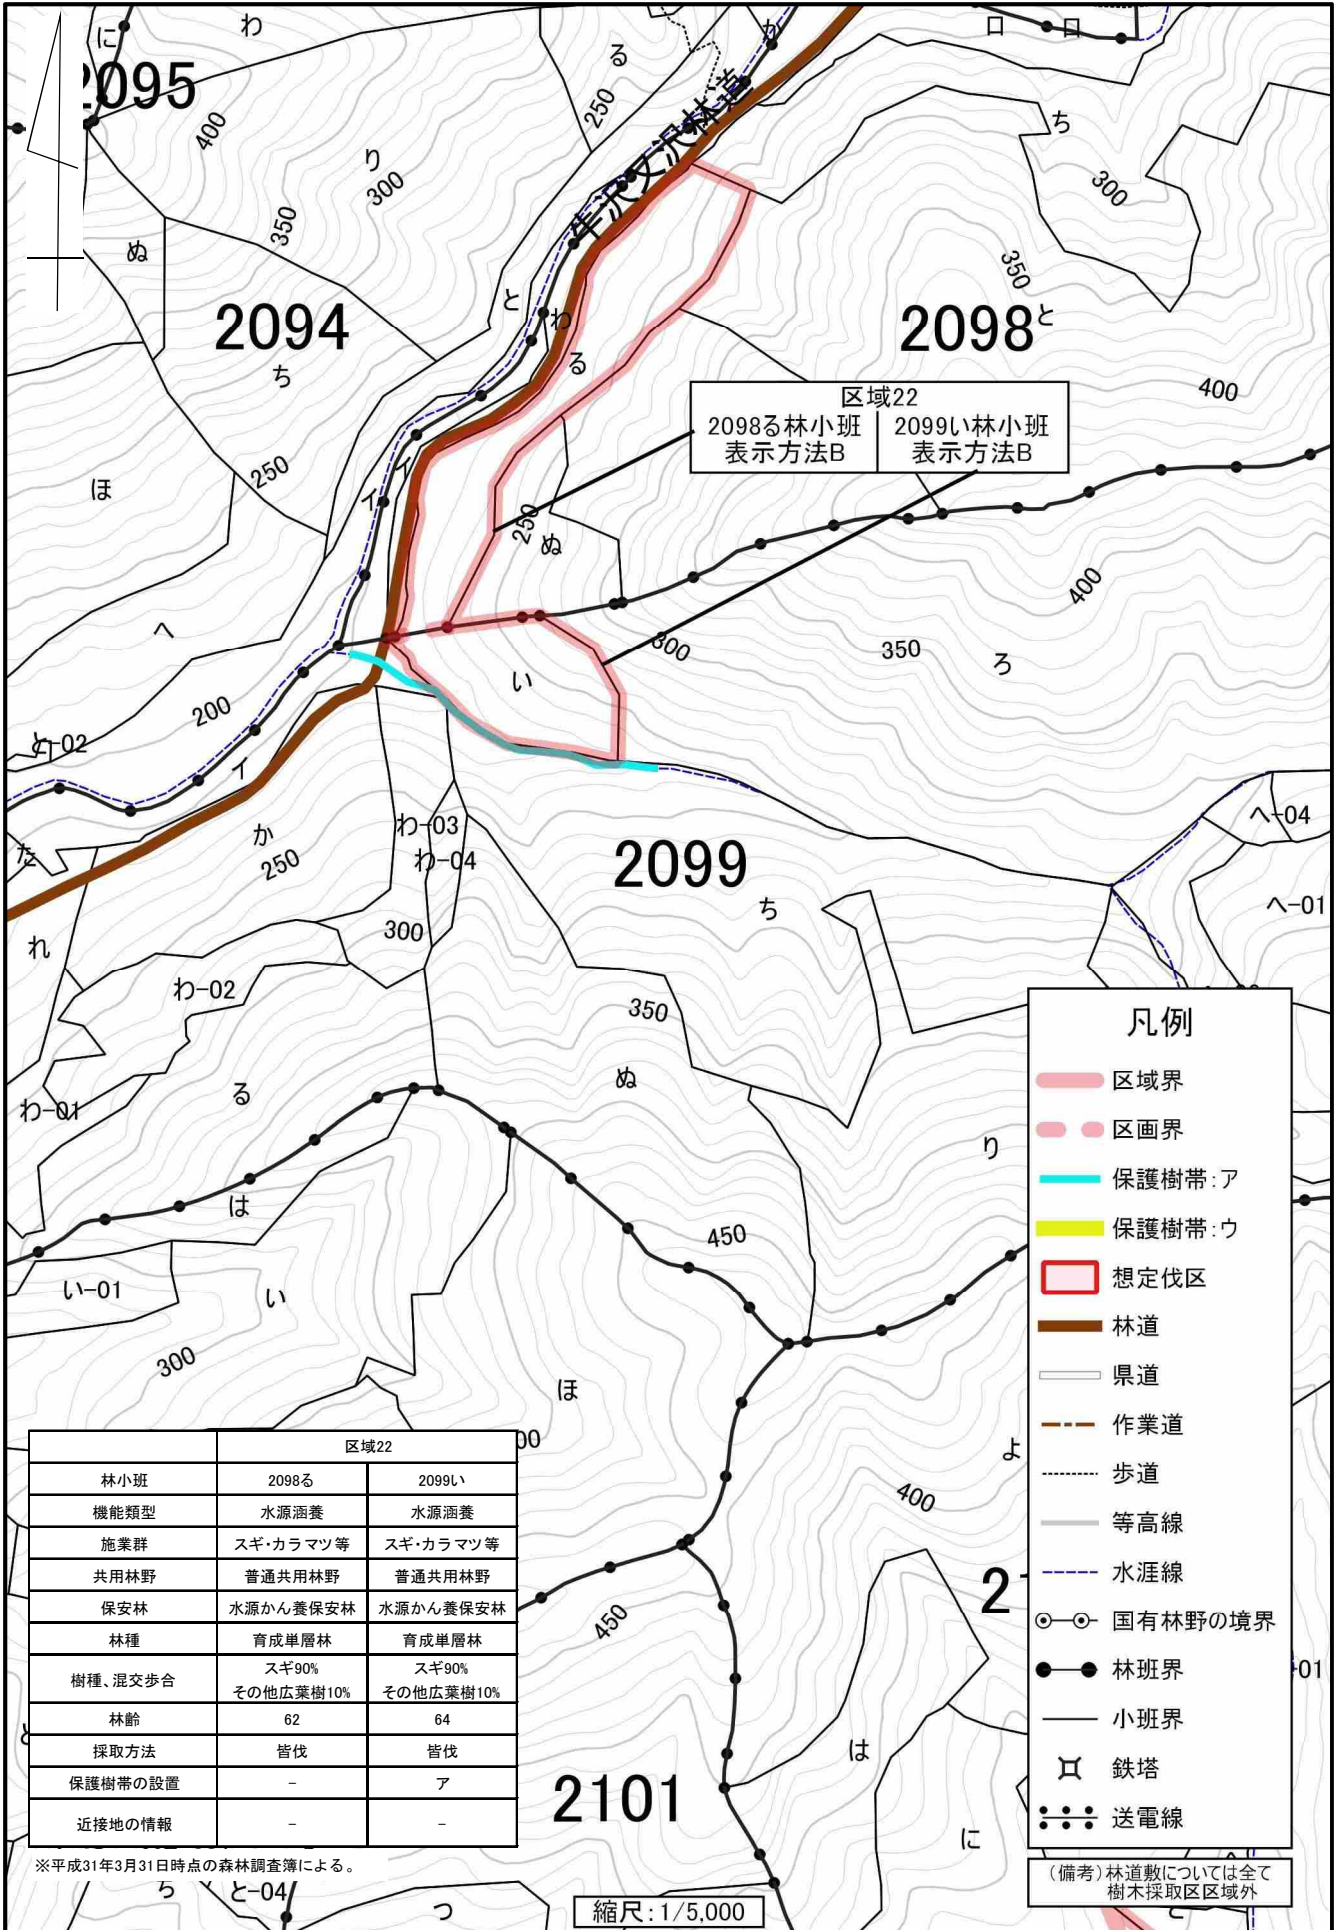 に
わ
る
か
ロ
ロ
2095
400
250
ち
り
300
300
350
ぬ
350
2094
と
わ
2098
と
ち
る
400
区域22
2098る林小班
表示方法B
2099い林小班
表示方法B
ほ
250
イ
イ
250
ぬ
400
へ
300
350
ろ
い
200
イ
か
250
わ-03
わ-04
へ-04
た
2099
ち
へ-01
れ
300
わ-02
350
る
ぬ
わ-01
り
は
450
い-01
い
300
ほ
よ
400
450
01
は
2101
に
ち
と-04
つ
凡例
区域界
区画界
保護樹帯:ア
保護樹帯:ウ
想定伐区
林道
県道
作業道
歩道
等高線
水涯線
国有林野の境界
林班界
小班界
鉄塔
送電線
(備考)林道敷については全て
樹木採取区区域外
区域22
林小班 2098る 2099い
機能類型 水源涵養 水源涵養
施業群 スギ・カラマツ等 スギ・カラマツ等
共用林野 普通共用林野 普通共用林野
保安林 水源かん養保安林 水源かん養保安林
林種 育成単層林 育成単層林
樹種、混交歩合 スギ90% その他広葉樹10% スギ90% その他広葉樹10%
林齢 62 64
採取方法 皆伐 皆伐
保護樹帯の設置 - ア
近接地の情報 - -
※平成31年3月31日時点の森林調査簿による。
縮尺:1/5,000